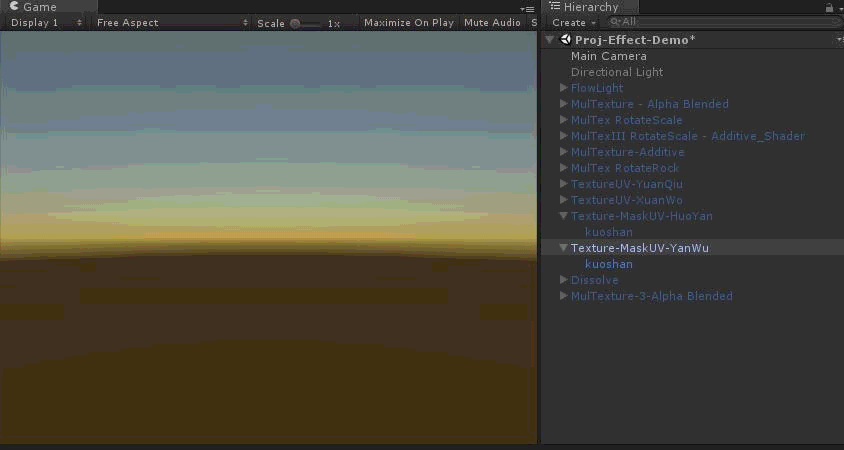 Game
Display 1 Free Aspect Scale 1x Maximize On Play Mute Audio S
Hierarchy
Create All
Proj-Effect-Demo*
Main Camera
Directional Light
FlowLight
MulTexture - Alpha Blended
MulTex RotateScale
MulTexIII RotateScale - Additive_Shader
MulTexture-Additive
MulTex RotateRock
TextureUV-YuanQiu
TextureUV-XuanWo
Texture-MaskUV-HuoYan
kuoshan
Texture-MaskUV-YanWu
kuoshan
Dissolve
MulTexture-3-Alpha Blended